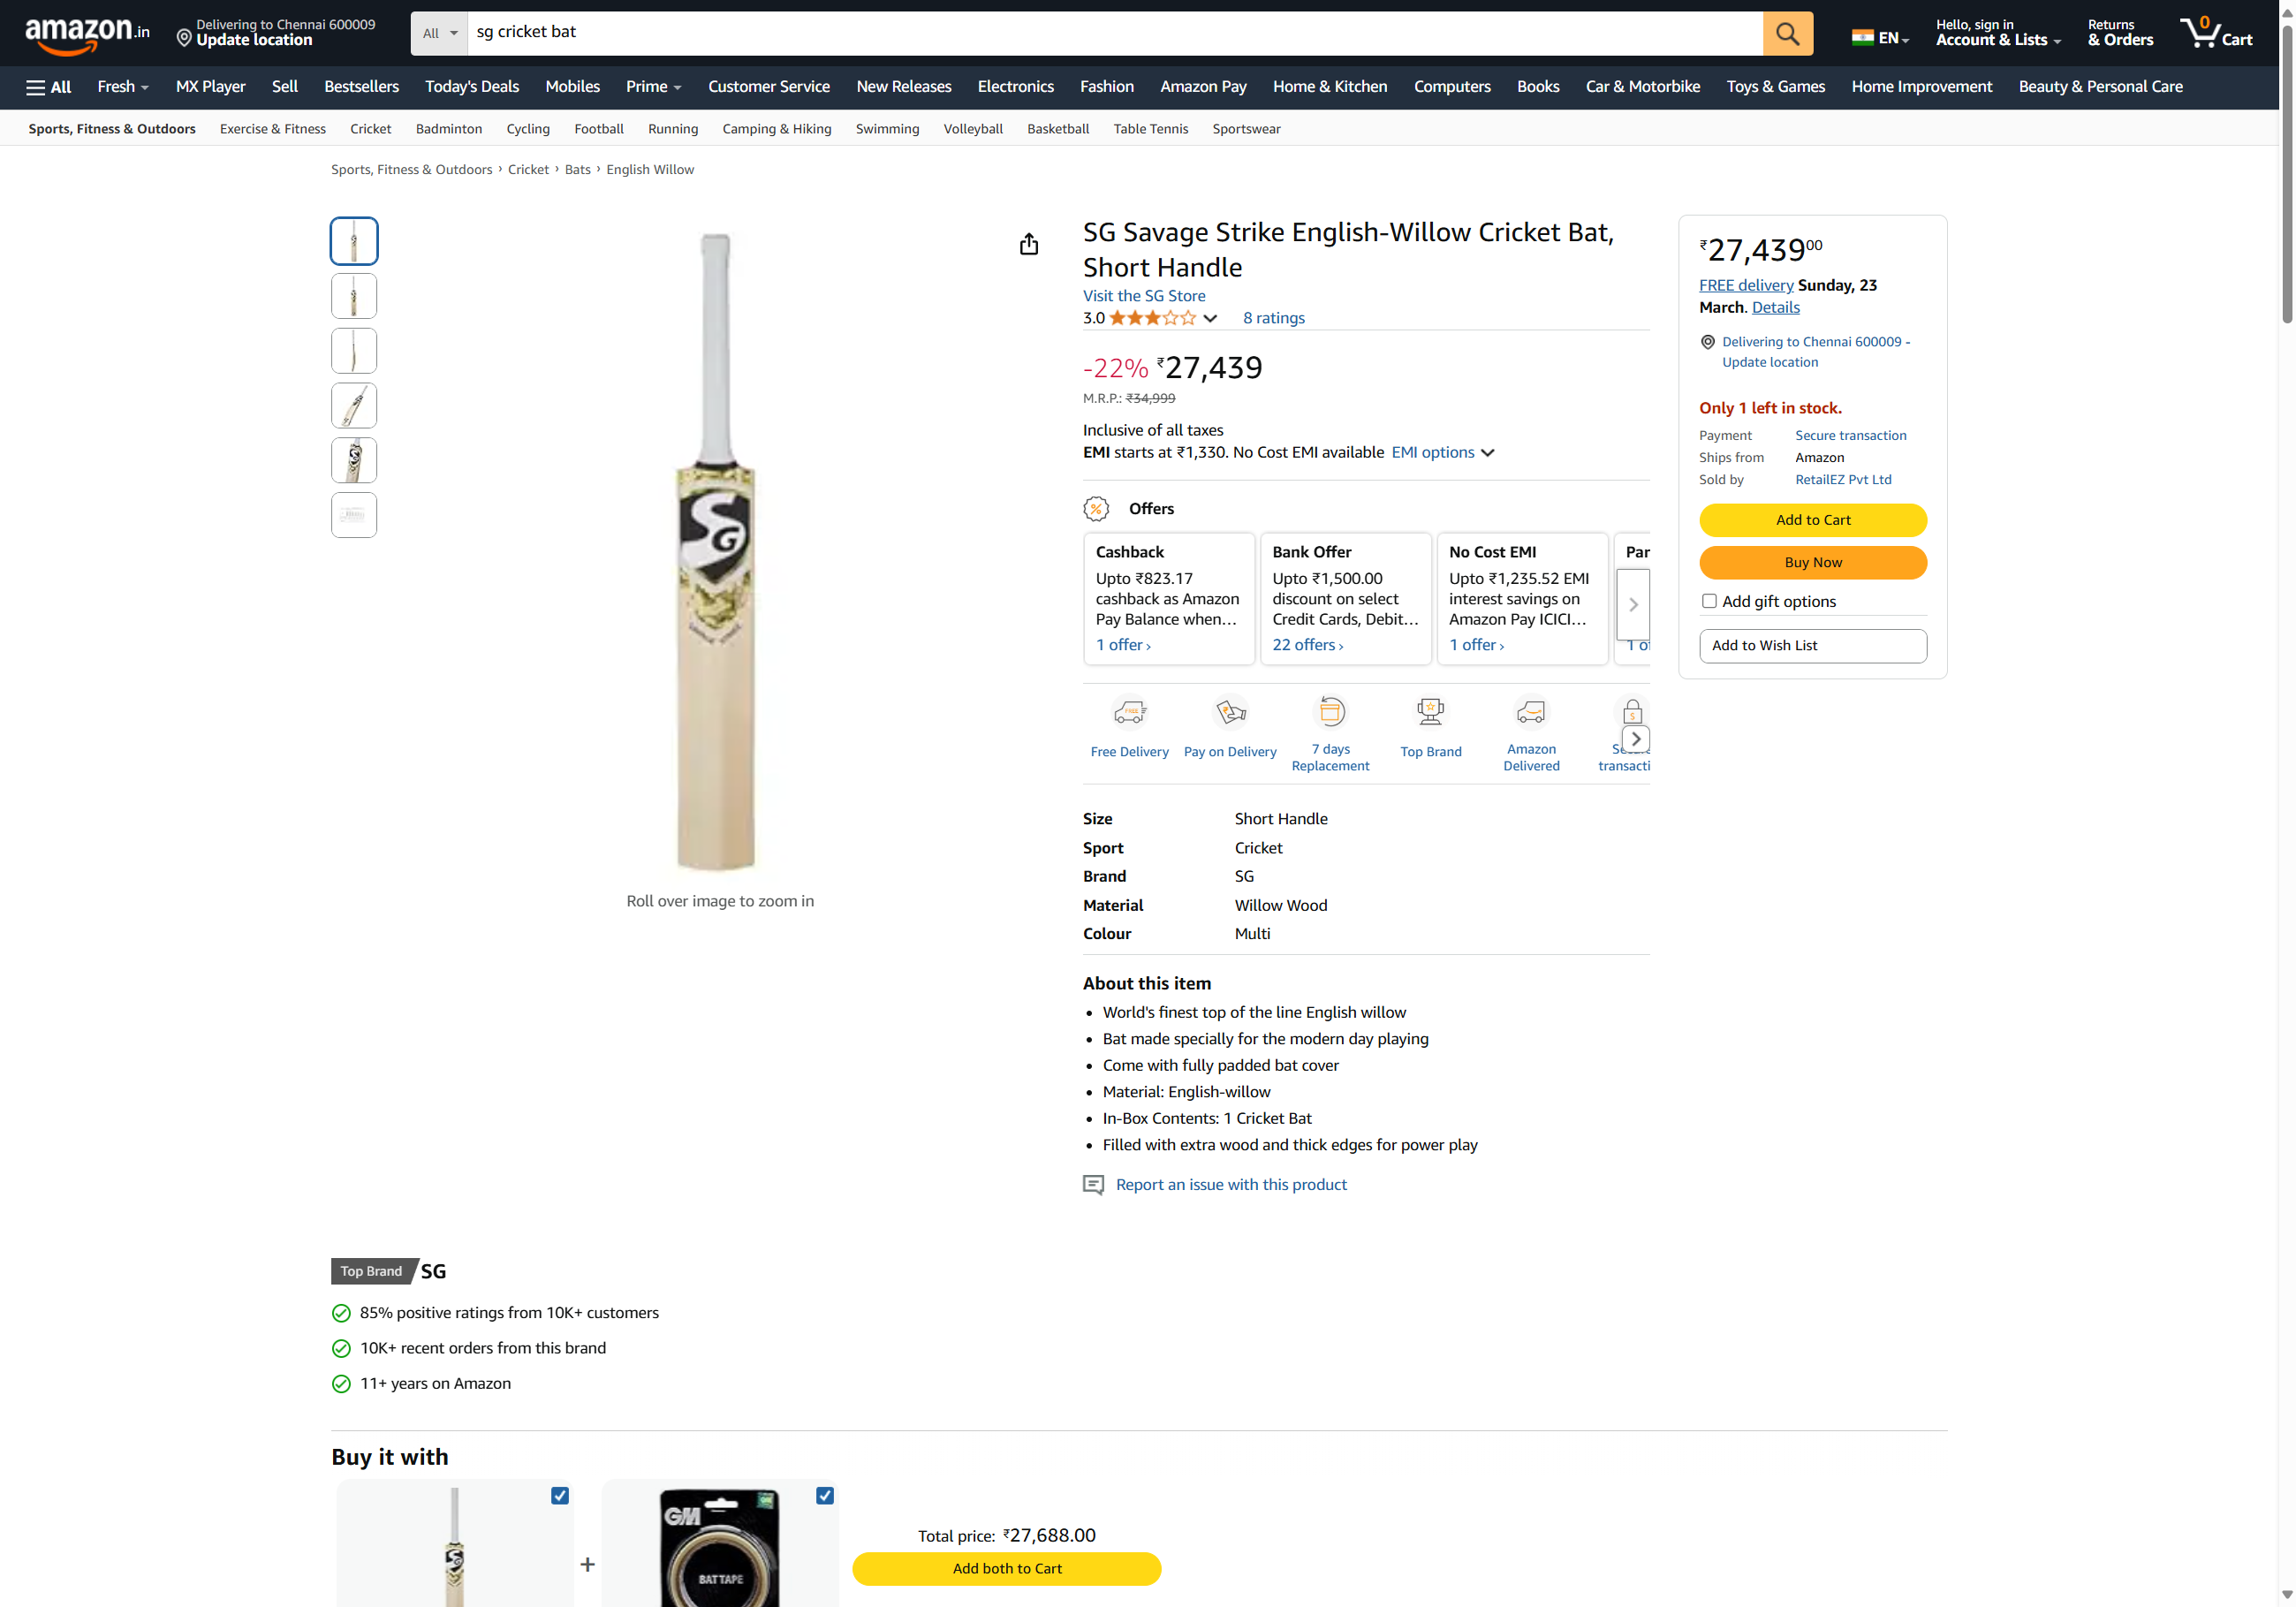 amazon.in
Delivering to Chennai 600009
Update location
All
sg cricket bat
EN
Hello, sign in
Account & Lists
Returns
& Orders
0
Cart
All
Fresh
MX Player
Sell
Bestsellers
Today's Deals
Mobiles
Prime
Customer Service
New Releases
Electronics
Fashion
Amazon Pay
Home & Kitchen
Computers
Books
Car & Motorbike
Toys & Games
Home Improvement
Beauty & Personal Care
Sports, Fitness & Outdoors
Exercise & Fitness
Cricket
Badminton
Cycling
Football
Running
Camping & Hiking
Swimming
Volleyball
Basketball
Table Tennis
Sportswear
Sports, Fitness & Outdoors › Cricket › Bats › English Willow
SG
Roll over image to zoom in
SG Savage Strike English-Willow Cricket Bat,
Short Handle
Visit the SG Store
3.0
8 ratings
-22% ₹27,439
M.R.P.: ₹34,999
Inclusive of all taxes
EMI starts at ₹1,330. No Cost EMI available EMI options
Offers
Cashback
Upto ₹823.17
cashback as Amazon
Pay Balance when…
1 offer ›
Bank Offer
Upto ₹1,500.00
discount on select
Credit Cards, Debit…
22 offers ›
No Cost EMI
Upto ₹1,235.52 EMI
interest savings on
Amazon Pay ICICI…
1 offer ›
Par
1 of
FREE
Free Delivery
Pay on Delivery
7 days
Replacement
Top Brand
Amazon
Delivered
transacti
Size Short Handle
Sport Cricket
Brand SG
Material Willow Wood
Colour Multi
About this item
• World's finest top of the line English willow
• Bat made specially for the modern day playing
• Come with fully padded bat cover
• Material: English-willow
• In-Box Contents: 1 Cricket Bat
• Filled with extra wood and thick edges for power play
Report an issue with this product
₹27,43900
FREE delivery Sunday, 23
March. Details
Delivering to Chennai 600009 -
Update location
Only 1 left in stock.
Payment Secure transaction
Ships from Amazon
Sold by RetailEZ Pvt Ltd
Add to Cart
Buy Now
Add gift options
Add to Wish List
Top Brand SG
85% positive ratings from 10K+ customers
10K+ recent orders from this brand
11+ years on Amazon
Buy it with
SG
+
GM
BAT TAPE
Total price: ₹27,688.00
Add both to Cart